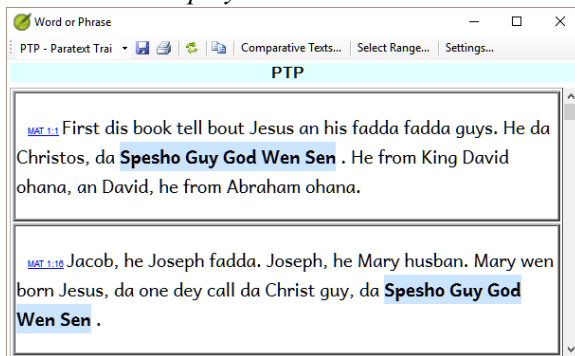 Word or Phrase
PTP - Paratext Trai Comparative Texts... Select Range... Settings...
PTP
MAT 1:1 First dis book tell bout Jesus an his fadda fadda guys. He da
Christos, da Spesho Guy God Wen Sen . He from King David
ohana, an David, he from Abraham ohana.
MAT 1:16 Jacob, he Joseph fadda. Joseph, he Mary husban. Mary wen
born Jesus, da one dey call da Christ guy, da Spesho Guy God
Wen Sen .